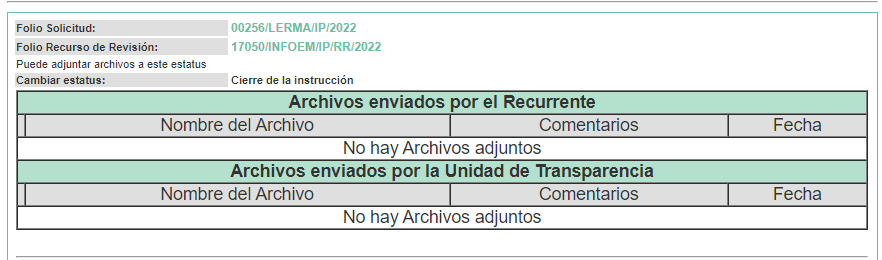 Folio Solicitud: 00256/LERMA/IP/2022
Folio Recurso de Revisión: 17050/INFOEM/IP/RR/2022
Puede adjuntar archivos a este estatus
Cambiar estatus: Cierre de la instrucción
Archivos enviados por el Recurrente
Nombre del Archivo Comentarios Fecha
No hay Archivos adjuntos
Archivos enviados por la Unidad de Transparencia
Nombre del Archivo Comentarios Fecha
No hay Archivos adjuntos